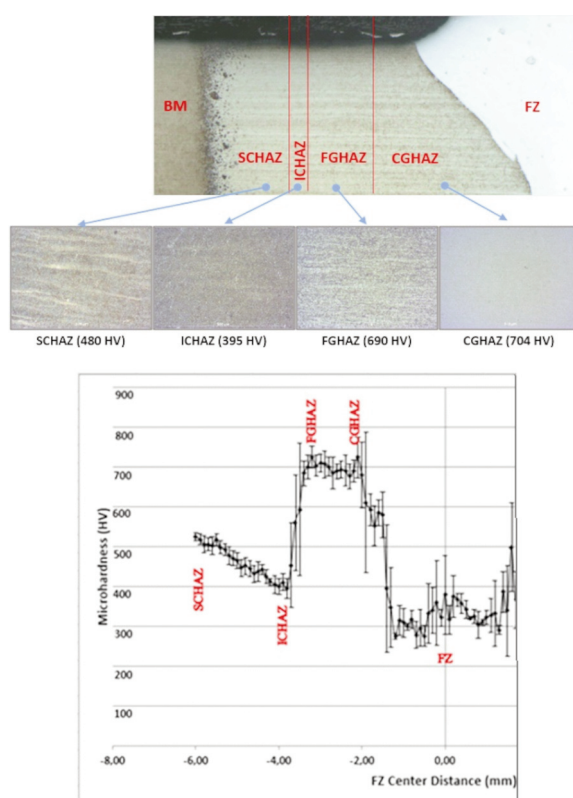 BM
FZ
SCHAZ
ICHAZ
FGHAZ
CGHAZ
SCHAZ (480 HV)
ICHAZ (395 HV)
FGHAZ (690 HV)
CGHAZ (704 HV)
900
800
700
600
500
400
300
200
100
Microhardness (HV)
SCHAZ
ICHAZ
FGHAZ
CGHAZ
FZ
-8,00
-6,00
-4,00
-2,00
0,00
FZ Center Distance (mm)